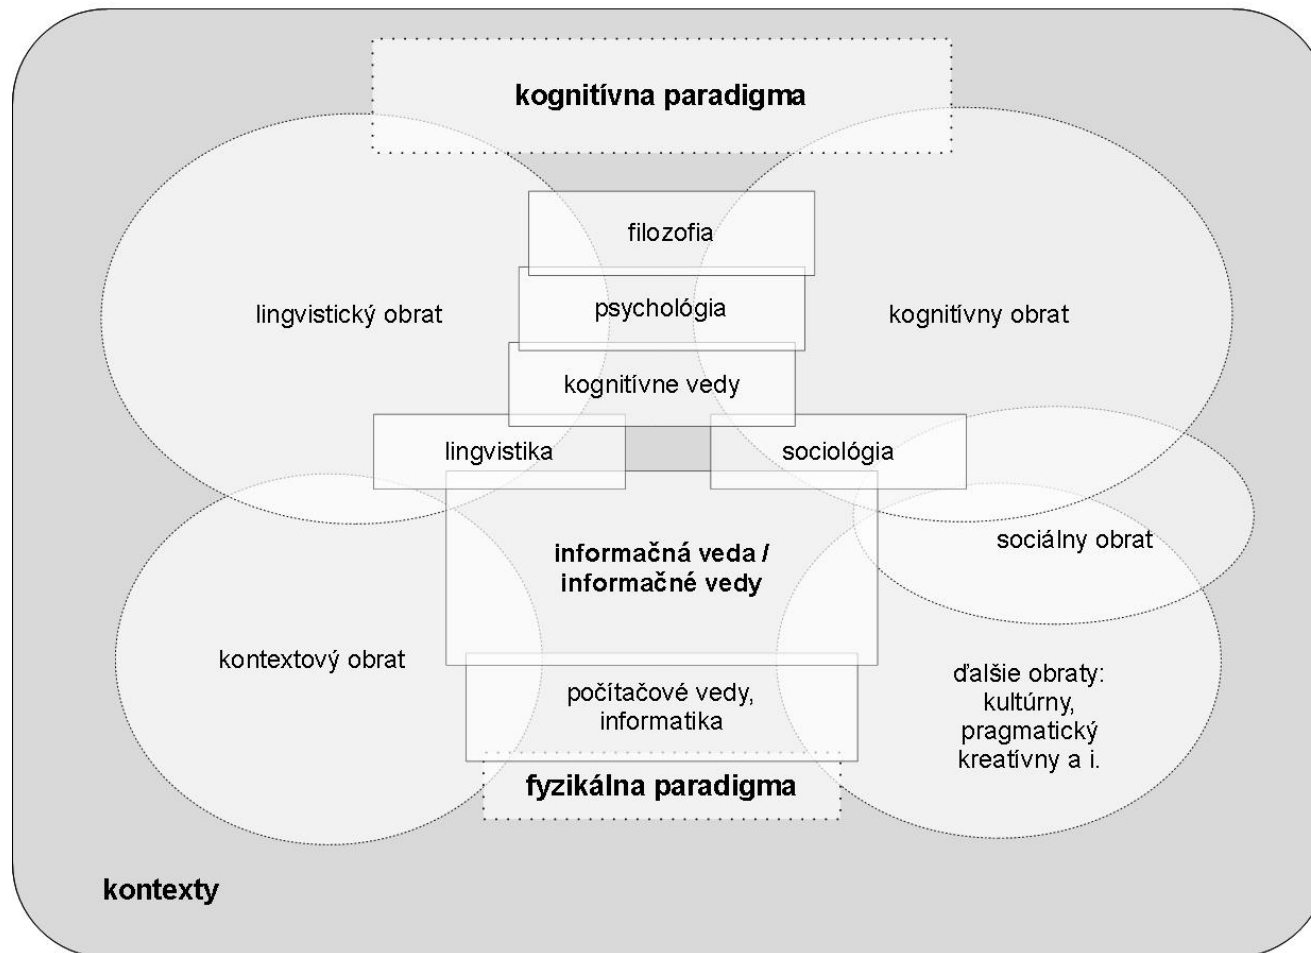 kognitívna paradigma
filozofia
psychológia
lingvistický obrat
kognitívny obrat
kognitívne vedy
lingvistika
sociológia
sociálny obrat
informačná veda /
informačné vedy
kontextový obrat
počítačové vedy,
informatika
ďalšie obraty:
kultúrny,
pragmatický
kreatívny a i.
fyzikálna paradigma
kontexty